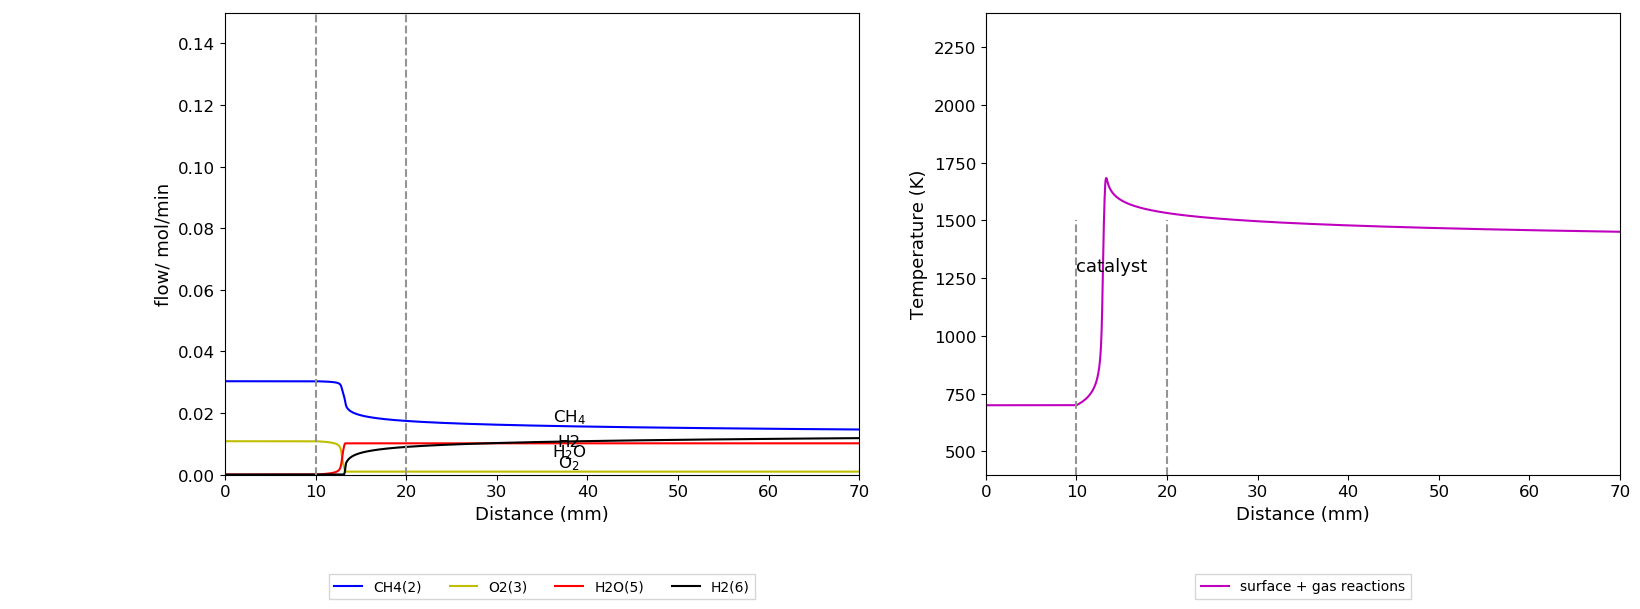 0.14
0.12
0.10
0.08
0.06
0.04
0.02
0.00
flow/ mol/min
CH₄
H2
H₂O
O₂
0 10 20 30 40 50 60 70
Distance (mm)
CH4(2) O2(3) H2O(5) H2(6)
2250
2000
1750
1500
1250
1000
750
500
Temperature (K)
catalyst
0 10 20 30 40 50 60 70
Distance (mm)
surface + gas reactions